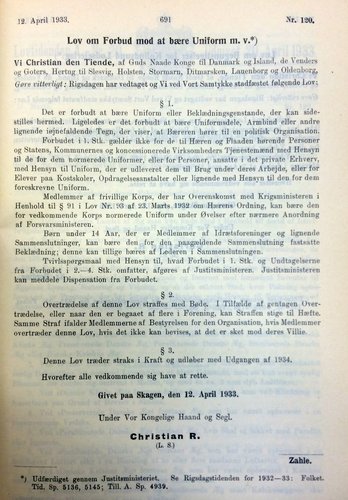 12. April 1933.
691
Nr. 120.
Lov om Forbud mod at bære Uniform m. v.*)
Vi Christian den Tiende, af Guds Naade Konge til Danmark og Island, de Venders
og Goters, Hertug til Slesvig, Holsten, Stormarn, Ditmarsken, Lauenborg og Oldenborg,
Gøre vitterligt: Rigsdagen har vedtaget og Vi ved Vort Samtykke stadfæstet følgende Lov:
§ 1.
Det er forbudt at bære Uniform eller Beklædningsgenstande, der kan side-
stilles hermed. Ligeledes er det forbudt at bære Uniformsdele, Armbind eller andre
lignende iøjnefaldende Tegn, der viser, at Bæreren hører til en politisk Organisation.
Forbudet i 1. Stk. gælder ikke for de til Hæren og Flaaden hørende Personer
og Statens, Kommunernes og koncessionerede Virksomheders Tjenestemænd med Hensyn
til de for dem normerede Uniformer, eller for Personer, ansatte i det private Erhverv,
med Hensyn til Uniform, der er udleveret dem til Brug under deres Arbejde, eller for
Elever paa Kostskoler, Opdragelsesanstalter eller lignende med Hensyn til den for dem
foreskrevne Uniform.
Medlemmer af frivillige Korps, der har Overenskomst med Krigsministeren i
Henhold til § 91 i Lov Nr. 93 af 23. Marts 1932 om Hærens Ordning, kan bære den
for vedkommende Korps normerede Uniform under Øvelser efter nærmere Anordning
af Forsvarsministeren.
Børn under 14 Aar, der er Medlemmer af Idrætsforeninger og lignende
Sammenslutninger, kan bære den for den paagældende Sammenslutning fastsatte
Beklædning; denne kan tillige bæres af Lederen i Sammenslutningen.
Tvivlsspørgsmaal med Hensyn til, hvad Forbudet i 1. Stk. og Undtagelserne
fra Forbudet i 2.—4. Stk. omfatter, afgøres af Justitsministeren. Justitsministeren
kan meddele Dispensation fra Forbudet.
§ 2.
Overtrædelse af denne Lov straffes med Bøde. I Tilfælde af gentagen Over-
trædelse, eller naar den er begaaet af flere i Forening, kan Straffen stige til Hæfte.
Samme Straf ifalder Medlemmerne af Bestyrelsen for den Organisation, hvis Medlemmer
overtræder denne Lov, hvis det ikke kan bevises, at det er sket mod deres Villie.
§ 3.
Denne Lov træder straks i Kraft og udløber med Udgangen af 1934.
Hvorefter alle vedkommende sig have at rette.
Givet paa Skagen, den 12. April 1933.
Under Vor Kongelige Haand og Segl.
Christian R.
(L. S.)
Zahle.
*) Udfærdiget gennem Justitsministeriet. Se Rigsdagstidenden for 1932—33: Folket.
Tid. Sp. 5136, 5145; Till. A. Sp. 4939.